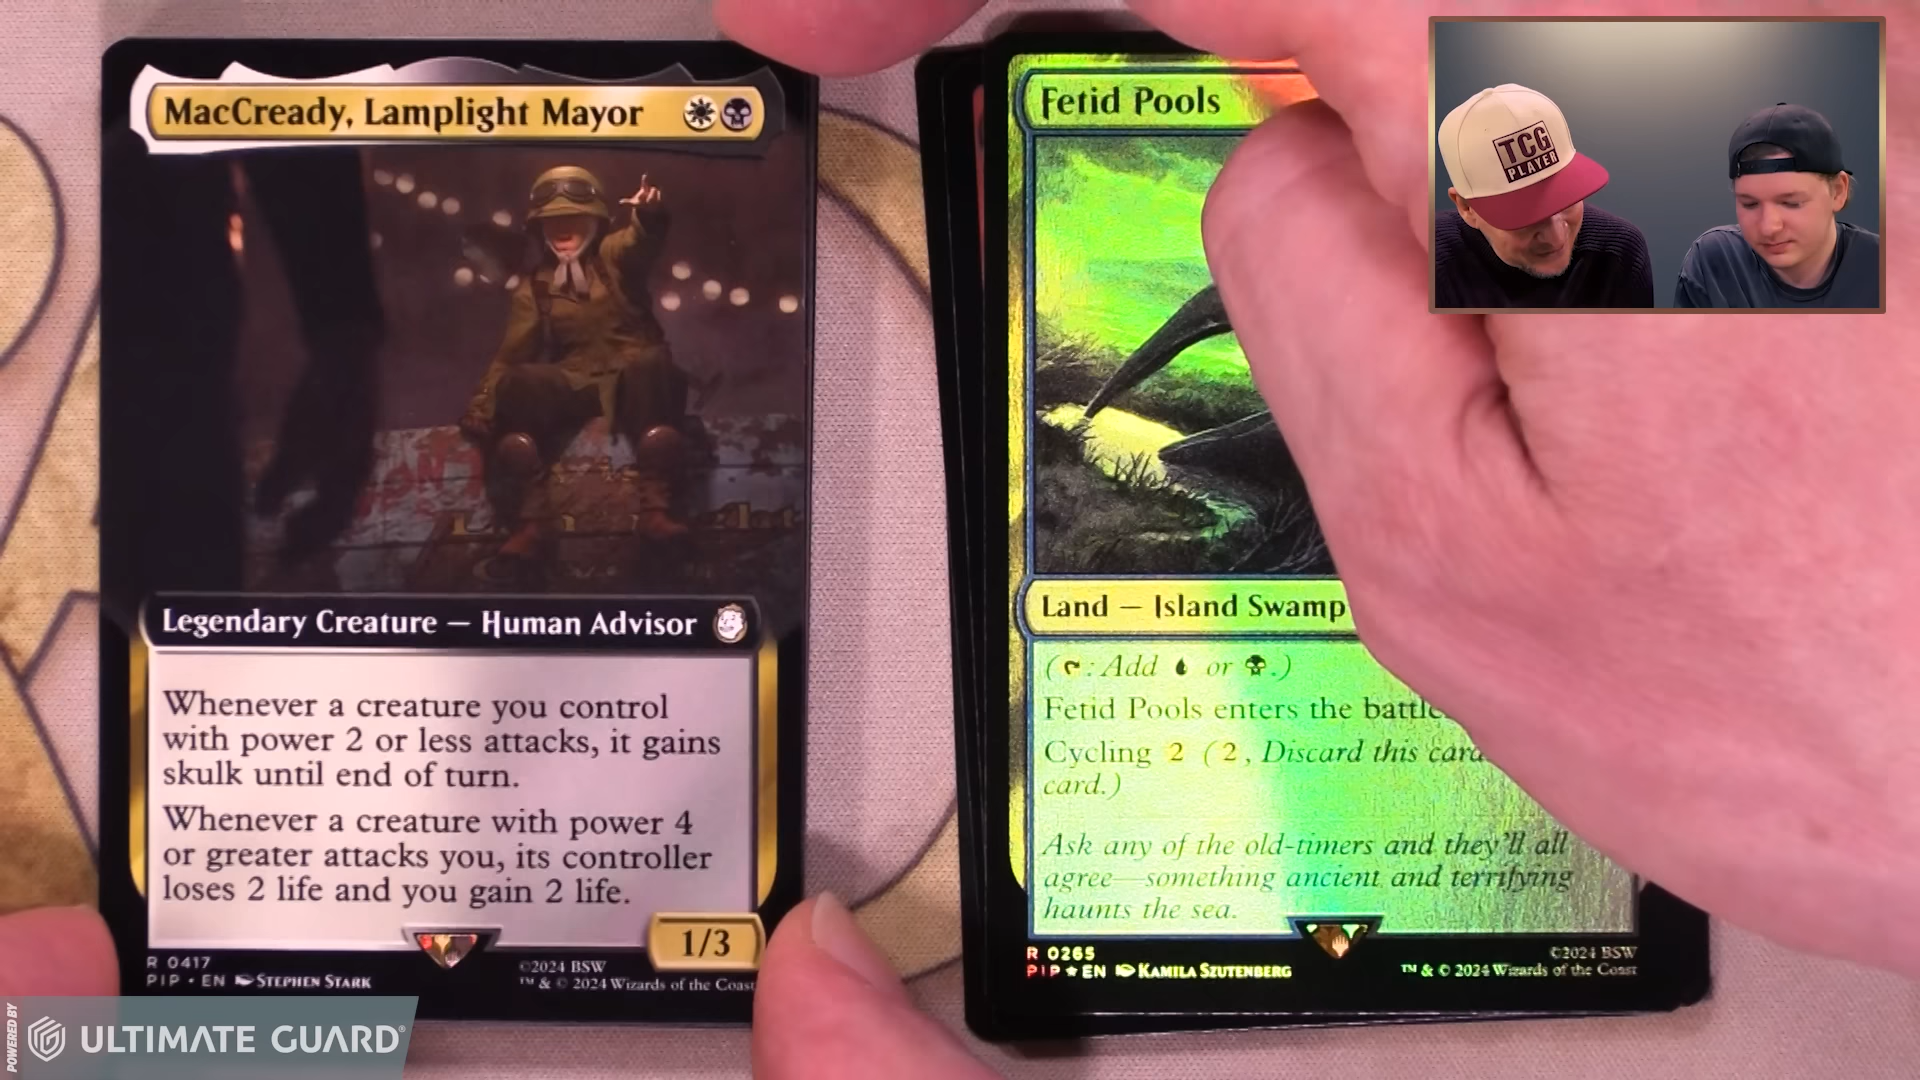 MacCready, Lamplight Mayor
Legendary Creature — Human Advisor
Whenever a creature you control
with power 2 or less attacks, it gains
skulk until end of turn.
Whenever a creature with power 4
or greater attacks you, its controller
loses 2 life and you gain 2 life.
1/3
R 0417
PIP • EN STEPHEN STARK
©2024 BSW
™ & © 2024 Wizards of the Coast
Fetid Pools
Land — Island Swamp
( : Add or .)
Fetid Pools enters the
Cycling 2 (2, Discard this
card.)
Ask any of the old-timers and they'll all
agree—something ancient and terrifying
haunts the sea.
R 0265
PIP ★ EN KAMILA SZUTENBERG
©2024 BSW
™ & © 2024 Wizards of the Coast
TCG
PLAYER
POWERED BY
ULTIMATE GUARD®